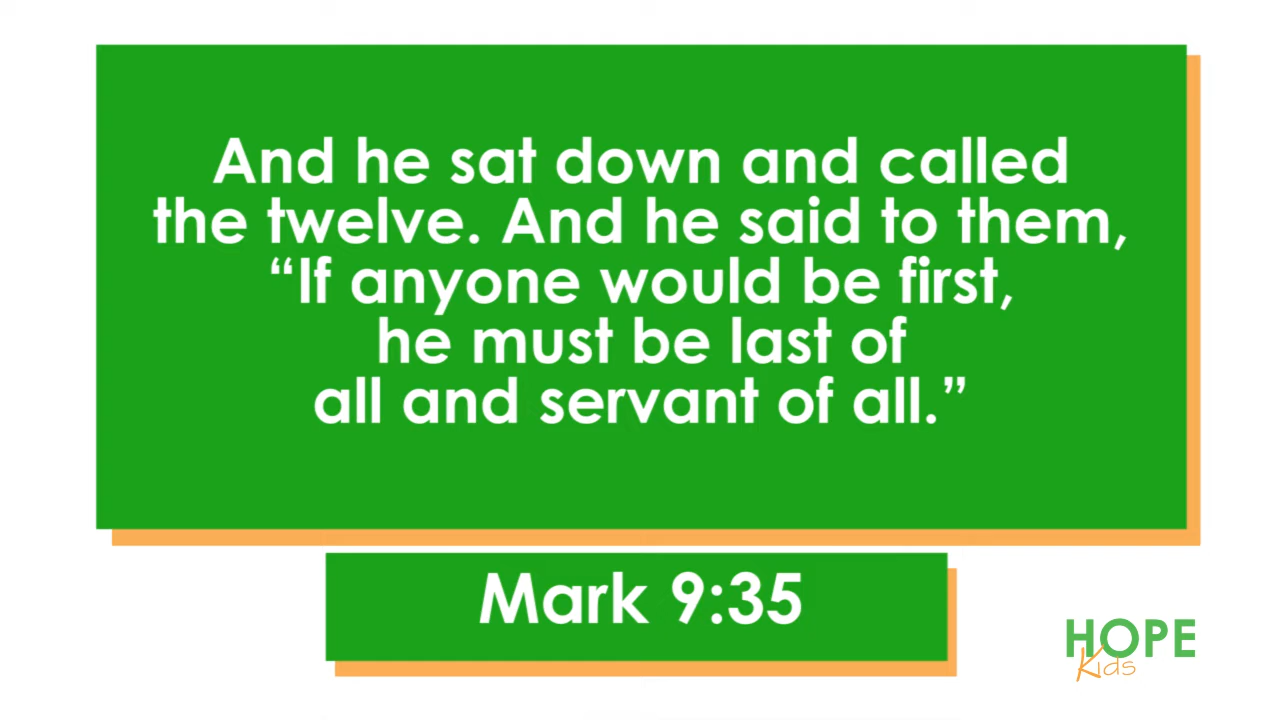 And he sat down and called
the twelve. And he said to them,
“If anyone would be first,
he must be last of
all and servant of all.”
Mark 9:35
HOPE
Kids